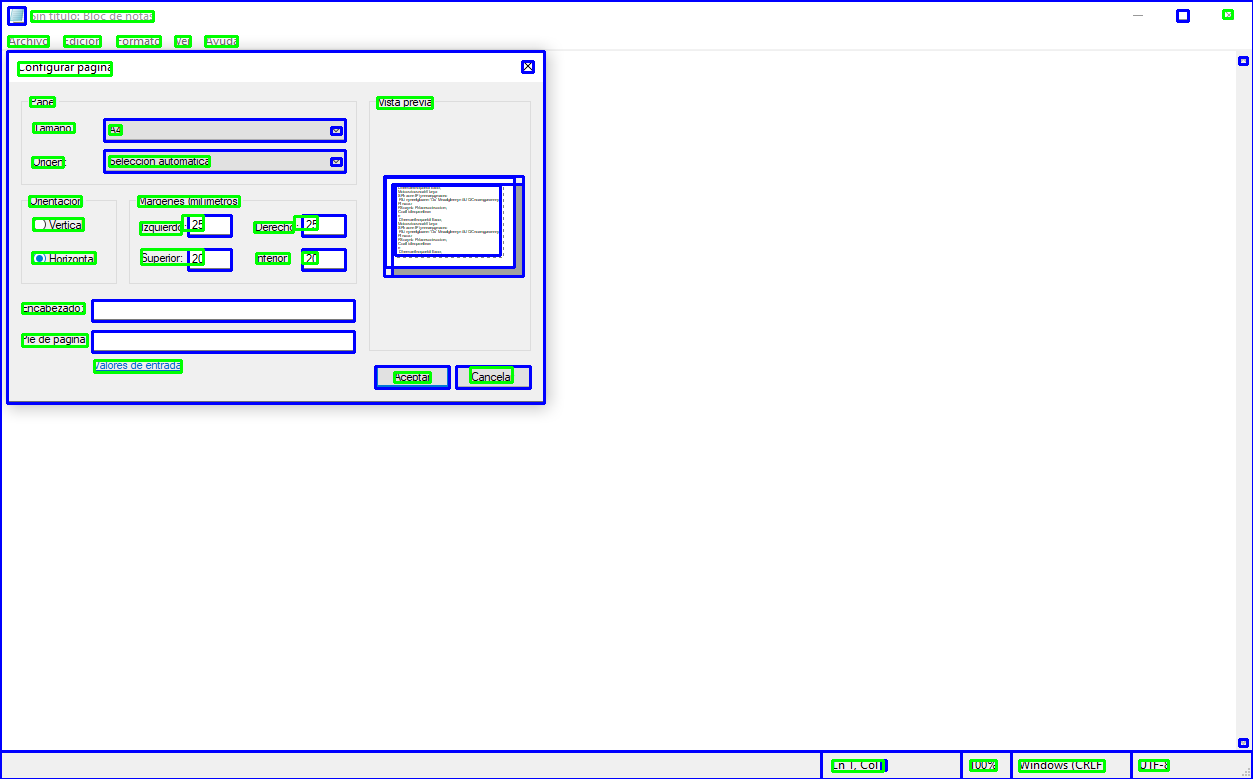 Sin título: Bloc de notas
Archivo Edición Formato Ver Ayuda
Configurar página
Papel
Tamaño:
A4
Origen:
Selección automática
Orientación
Vertical
Horizontal
Márgenes (milímetros)
Izquierdo: 25
Derecho: 25
Superior: 20
Inferior: 20
Vista previa
Encabezado:
Pie de página:
Valores de entrada
Aceptar
Cancelar
Ln 1, Col
100%
Windows (CRLF)
UTF-8